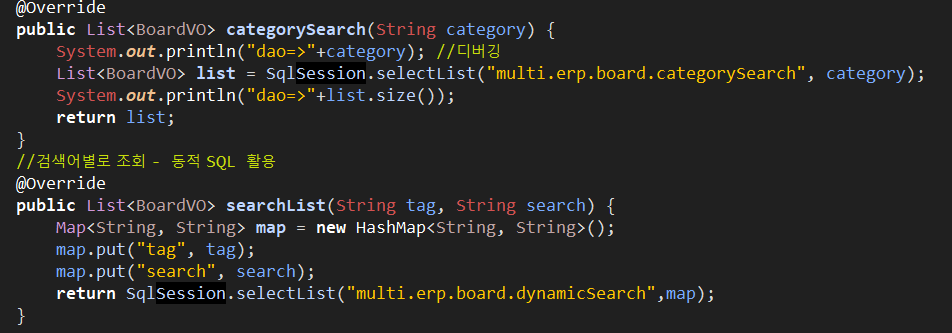 @Override
public List<BoardVO> categorySearch(String category) {
    System.out.println("dao=>"+category); //디버깅
    List<BoardVO> list = SqlSession.selectList("multi.erp.board.categorySearch", category);
    System.out.println("dao=>"+list.size());
    return list;
}
//검색어별로 조회 - 동적 SQL 활용
@Override
public List<BoardVO> searchList(String tag, String search) {
    Map<String, String> map = new HashMap<String, String>();
    map.put("tag", tag);
    map.put("search", search);
    return SqlSession.selectList("multi.erp.board.dynamicSearch",map);
}